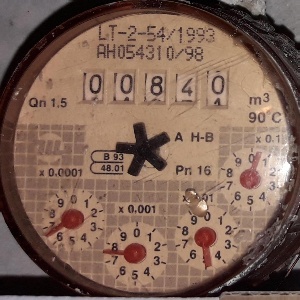 LT-2-54/1993
AH054310/98
00840
Qn 1.5
m3
90 C
A H-B
B 93
48.01
Pn 16
x 0.1
x 0.0001
x 0.001